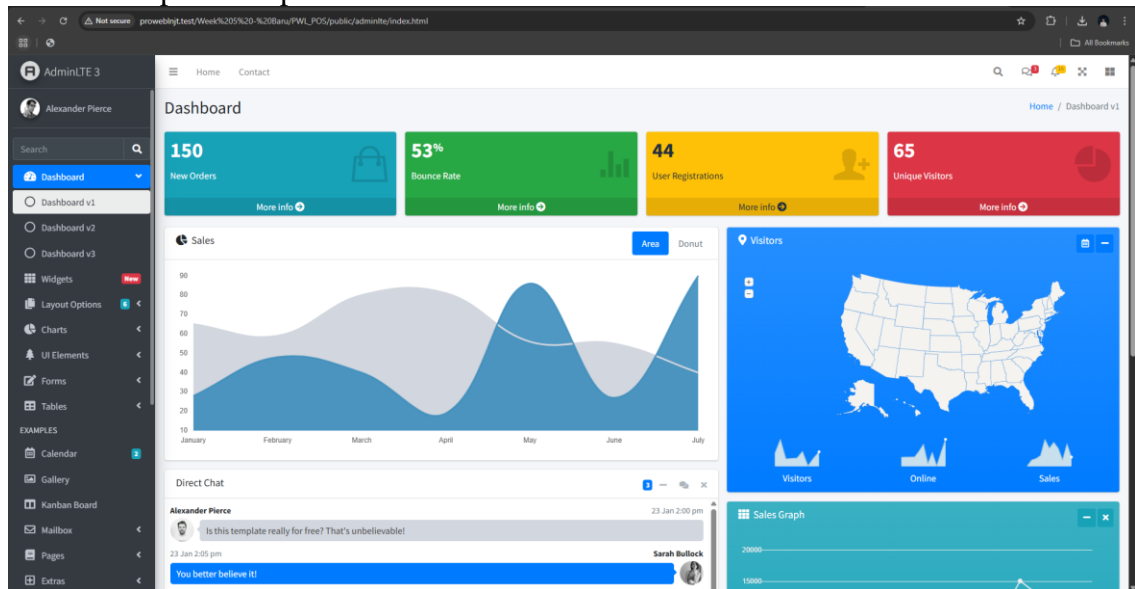 Not secure
proweblnjt.test/Week%205%20-%20Baru/PWL_POS/public/adminlte/index.html
All Bookmarks
AdminLTE 3
Home
Contact
3
Alexander Pierce
Search
Dashboard
Dashboard v1
Dashboard v2
Dashboard v3
Widgets
New
Layout Options
6
Charts
UI Elements
Forms
Tables
EXAMPLES
Calendar
2
Gallery
Kanban Board
Mailbox
Pages
Extras
Dashboard
Home / Dashboard v1
150
New Orders
More info
53%
Bounce Rate
More info
44
User Registrations
More info
65
Unique Visitors
More info
Sales
Area
Donut
90
80
70
60
50
40
30
20
10
January
February
March
April
May
June
July
Direct Chat
3
Alexander Pierce
23 Jan 2:00 pm
Is this template really for free? That's unbelievable!
23 Jan 2:05 pm
Sarah Bullock
You better believe it!
Visitors
Visitors
Online
Sales
Sales Graph
20000
15000